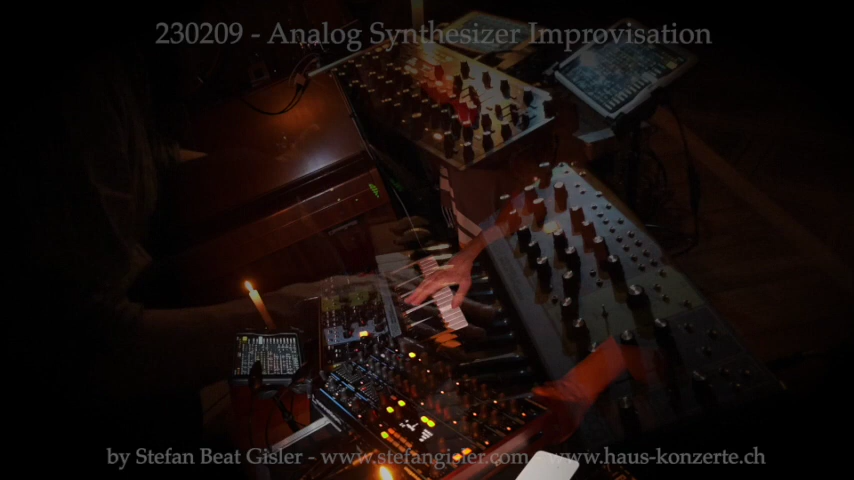 230209 - Analog Synthesizer Improvisation
by Stefan Beat Gisler - www.stefangisler.com - www.haus-konzerte.ch